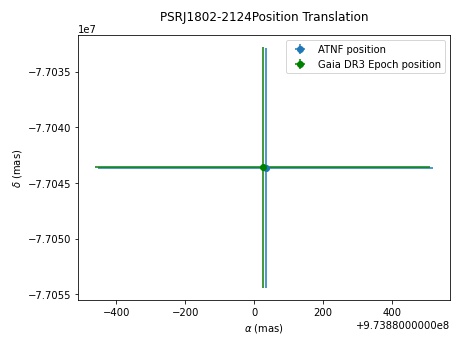 PSRJ1802-2124Position Translation
1e7
ATNF position
Gaia DR3 Epoch position
−7.7035
−7.7040
−7.7045
−7.7050
−7.7055
δ (mas)
−400
−200
0
200
400
α (mas)
+9.7388000000e8